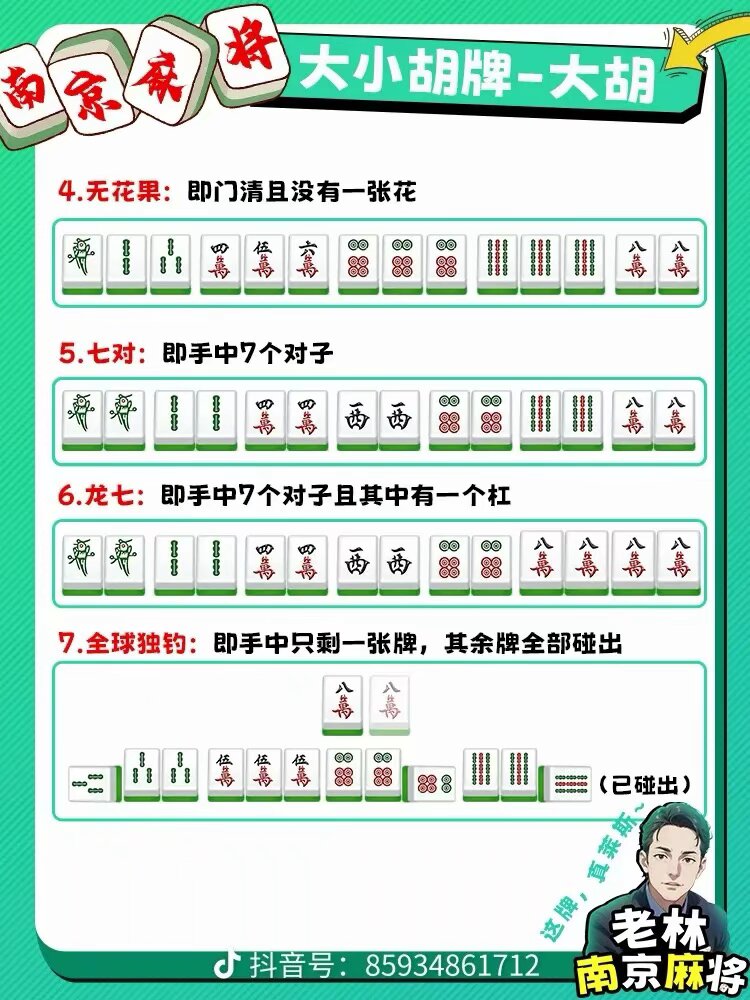 南京麻将
大小胡牌-大胡
4.无花果：即门清且没有一张花
四萬 伍萬 六萬 八萬 八萬
5.七对：即手中7个对子
四萬 四萬 西 西 八萬 八萬
6.龙七：即手中7个对子且其中有一个杠
四萬 四萬 西 西 八萬 八萬 八萬 八萬
7.全球独钓：即手中只剩一张牌，其余牌全部碰出
八萬 八萬
伍萬 伍萬 伍萬
（已碰出）
这牌，真莱斯~
老林
南京麻将
抖音号：85934861712